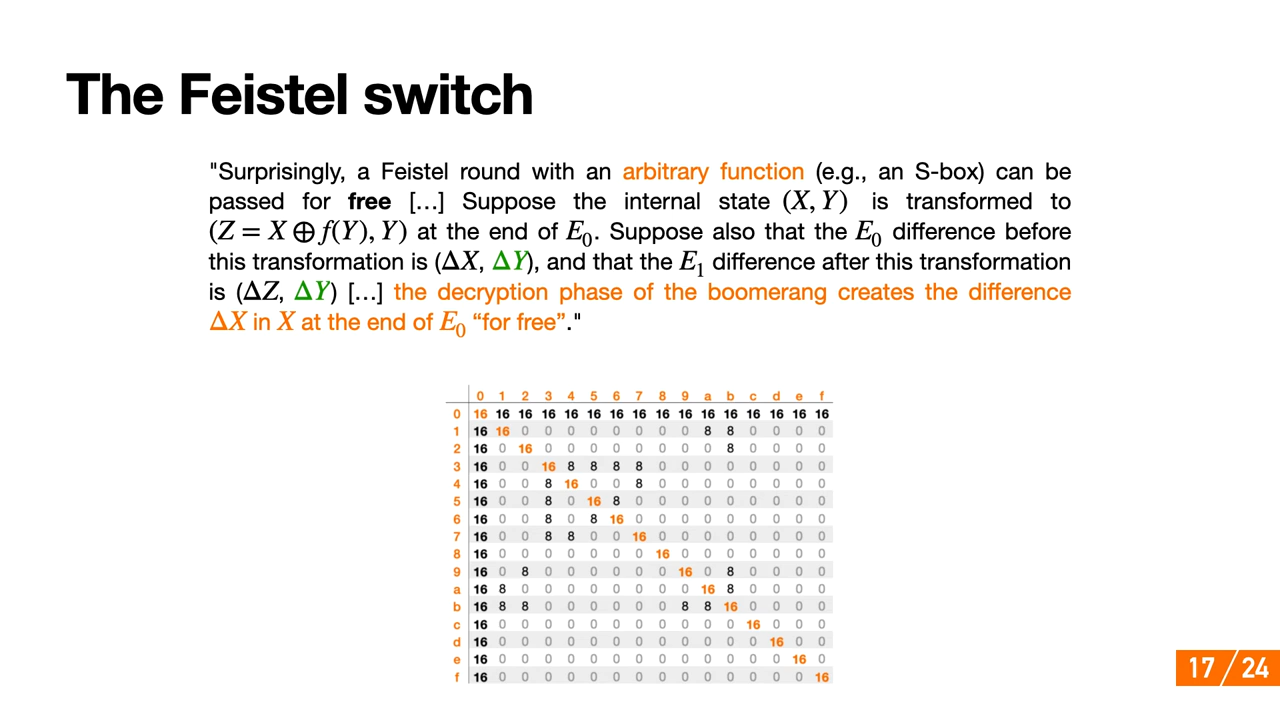 The Feistel switch
"Surprisingly, a Feistel round with an arbitrary function (e.g., an S-box) can be
passed for free […] Suppose the internal state (X, Y) is transformed to
(Z = X ⊕ f(Y), Y) at the end of E₀. Suppose also that the E₀ difference before
this transformation is (ΔX, ΔY), and that the E₁ difference after this transformation
is (ΔZ, ΔY) […] the decryption phase of the boomerang creates the difference
ΔX in X at the end of E₀ “for free”."
0 1 2 3 4 5 6 7 8 9 a b c d e f
0 16 16 16 16 16 16 16 16 16 16 16 16 16 16 16 16
1 16 16 0 0 0 0 0 0 0 0 8 8 0 0 0 0
2 16 0 16 0 0 0 0 0 0 0 0 8 0 0 0 0
3 16 0 0 16 8 8 8 8 0 0 0 0 0 0 0 0
4 16 0 0 8 16 0 0 8 0 0 0 0 0 0 0 0
5 16 0 0 8 0 16 8 0 0 0 0 0 0 0 0 0
6 16 0 0 8 0 8 16 0 0 0 0 0 0 0 0 0
7 16 0 0 8 8 0 0 16 0 0 0 0 0 0 0 0
8 16 0 0 0 0 0 0 0 16 0 0 0 0 0 0 0
9 16 0 8 0 0 0 0 0 0 16 0 8 0 0 0 0
a 16 8 0 0 0 0 0 0 0 0 16 8 0 0 0 0
b 16 8 8 0 0 0 0 0 0 8 8 16 0 0 0 0
c 16 0 0 0 0 0 0 0 0 0 0 0 16 0 0 0
d 16 0 0 0 0 0 0 0 0 0 0 0 0 16 0 0
e 16 0 0 0 0 0 0 0 0 0 0 0 0 0 16 0
f 16 0 0 0 0 0 0 0 0 0 0 0 0 0 0 16
17 / 24